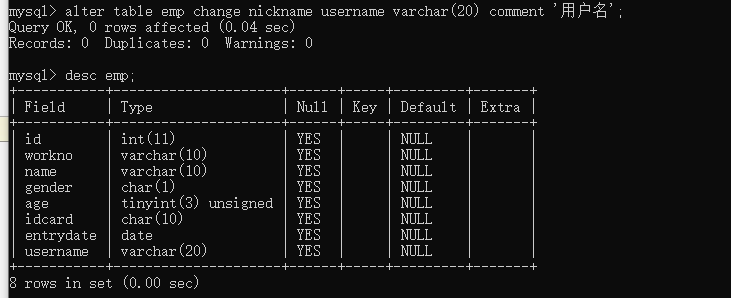 mysql> alter table emp change nickname username varchar(20) comment '用户名';
Query OK, 0 rows affected (0.04 sec)
Records: 0  Duplicates: 0  Warnings: 0

mysql> desc emp;
+-----------+---------------------+------+-----+---------+-------+
| Field     | Type                | Null | Key | Default | Extra |
+-----------+---------------------+------+-----+---------+-------+
| id        | int(11)             | YES  |     | NULL    |       |
| workno    | varchar(10)         | YES  |     | NULL    |       |
| name      | varchar(10)         | YES  |     | NULL    |       |
| gender    | char(1)             | YES  |     | NULL    |       |
| age       | tinyint(3) unsigned | YES  |     | NULL    |       |
| idcard    | char(10)            | YES  |     | NULL    |       |
| entrydate | date                | YES  |     | NULL    |       |
| username  | varchar(20)         | YES  |     | NULL    |       |
+-----------+---------------------+------+-----+---------+-------+
8 rows in set (0.00 sec)